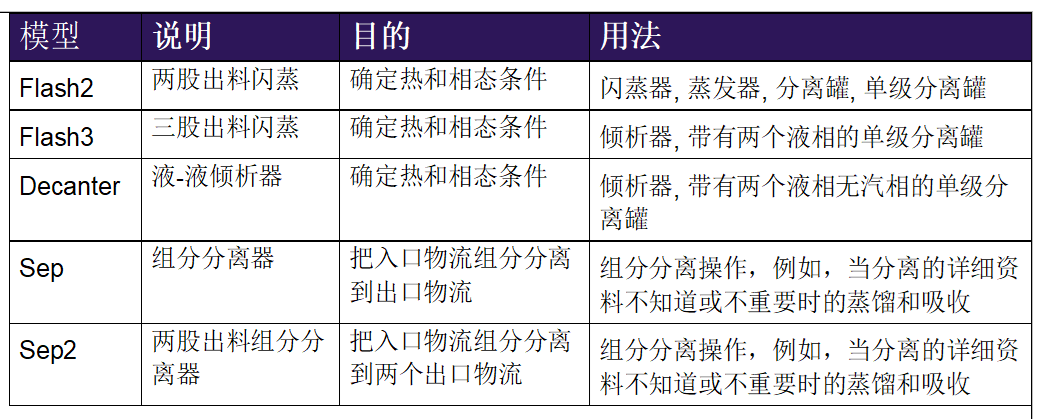 模型 说明 目的 用法
Flash2 两股出料闪蒸 确定热和相态条件 闪蒸器, 蒸发器, 分离罐, 单级分离罐
Flash3 三股出料闪蒸 确定热和相态条件 倾析器, 带有两个液相的单级分离罐
Decanter 液-液倾析器 确定热和相态条件 倾析器, 带有两个液相无汽相的单级分
离罐
Sep 组分分离器 把入口物流组分分离 组分分离操作，例如，当分离的详细资
到出口物流 料不知道或不重要时的蒸馏和吸收
Sep2 两股出料组分分 把入口物流组分分离 组分分离操作，例如，当分离的详细资
离器 到两个出口物流 料不知道或不重要时的蒸馏和吸收